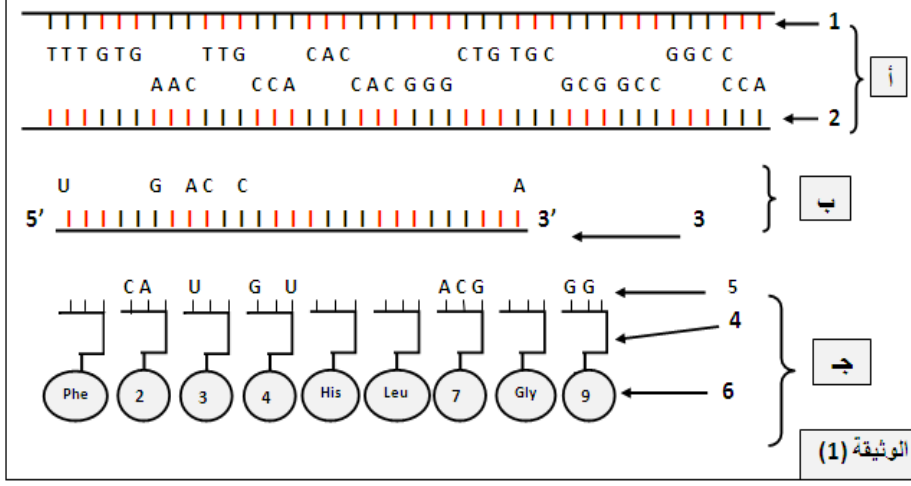 1
TTT GTG TTG CAC CTG TGC GGC C
أ
AAC CCA CAC GGG GCG GCC CCA
2
U G A C C A
ب
5' 3' 3
CA U G U ACG GG 5
4
جـ
Phe 2 3 4 His Leu 7 Gly 9 6
الوثيقة (1)